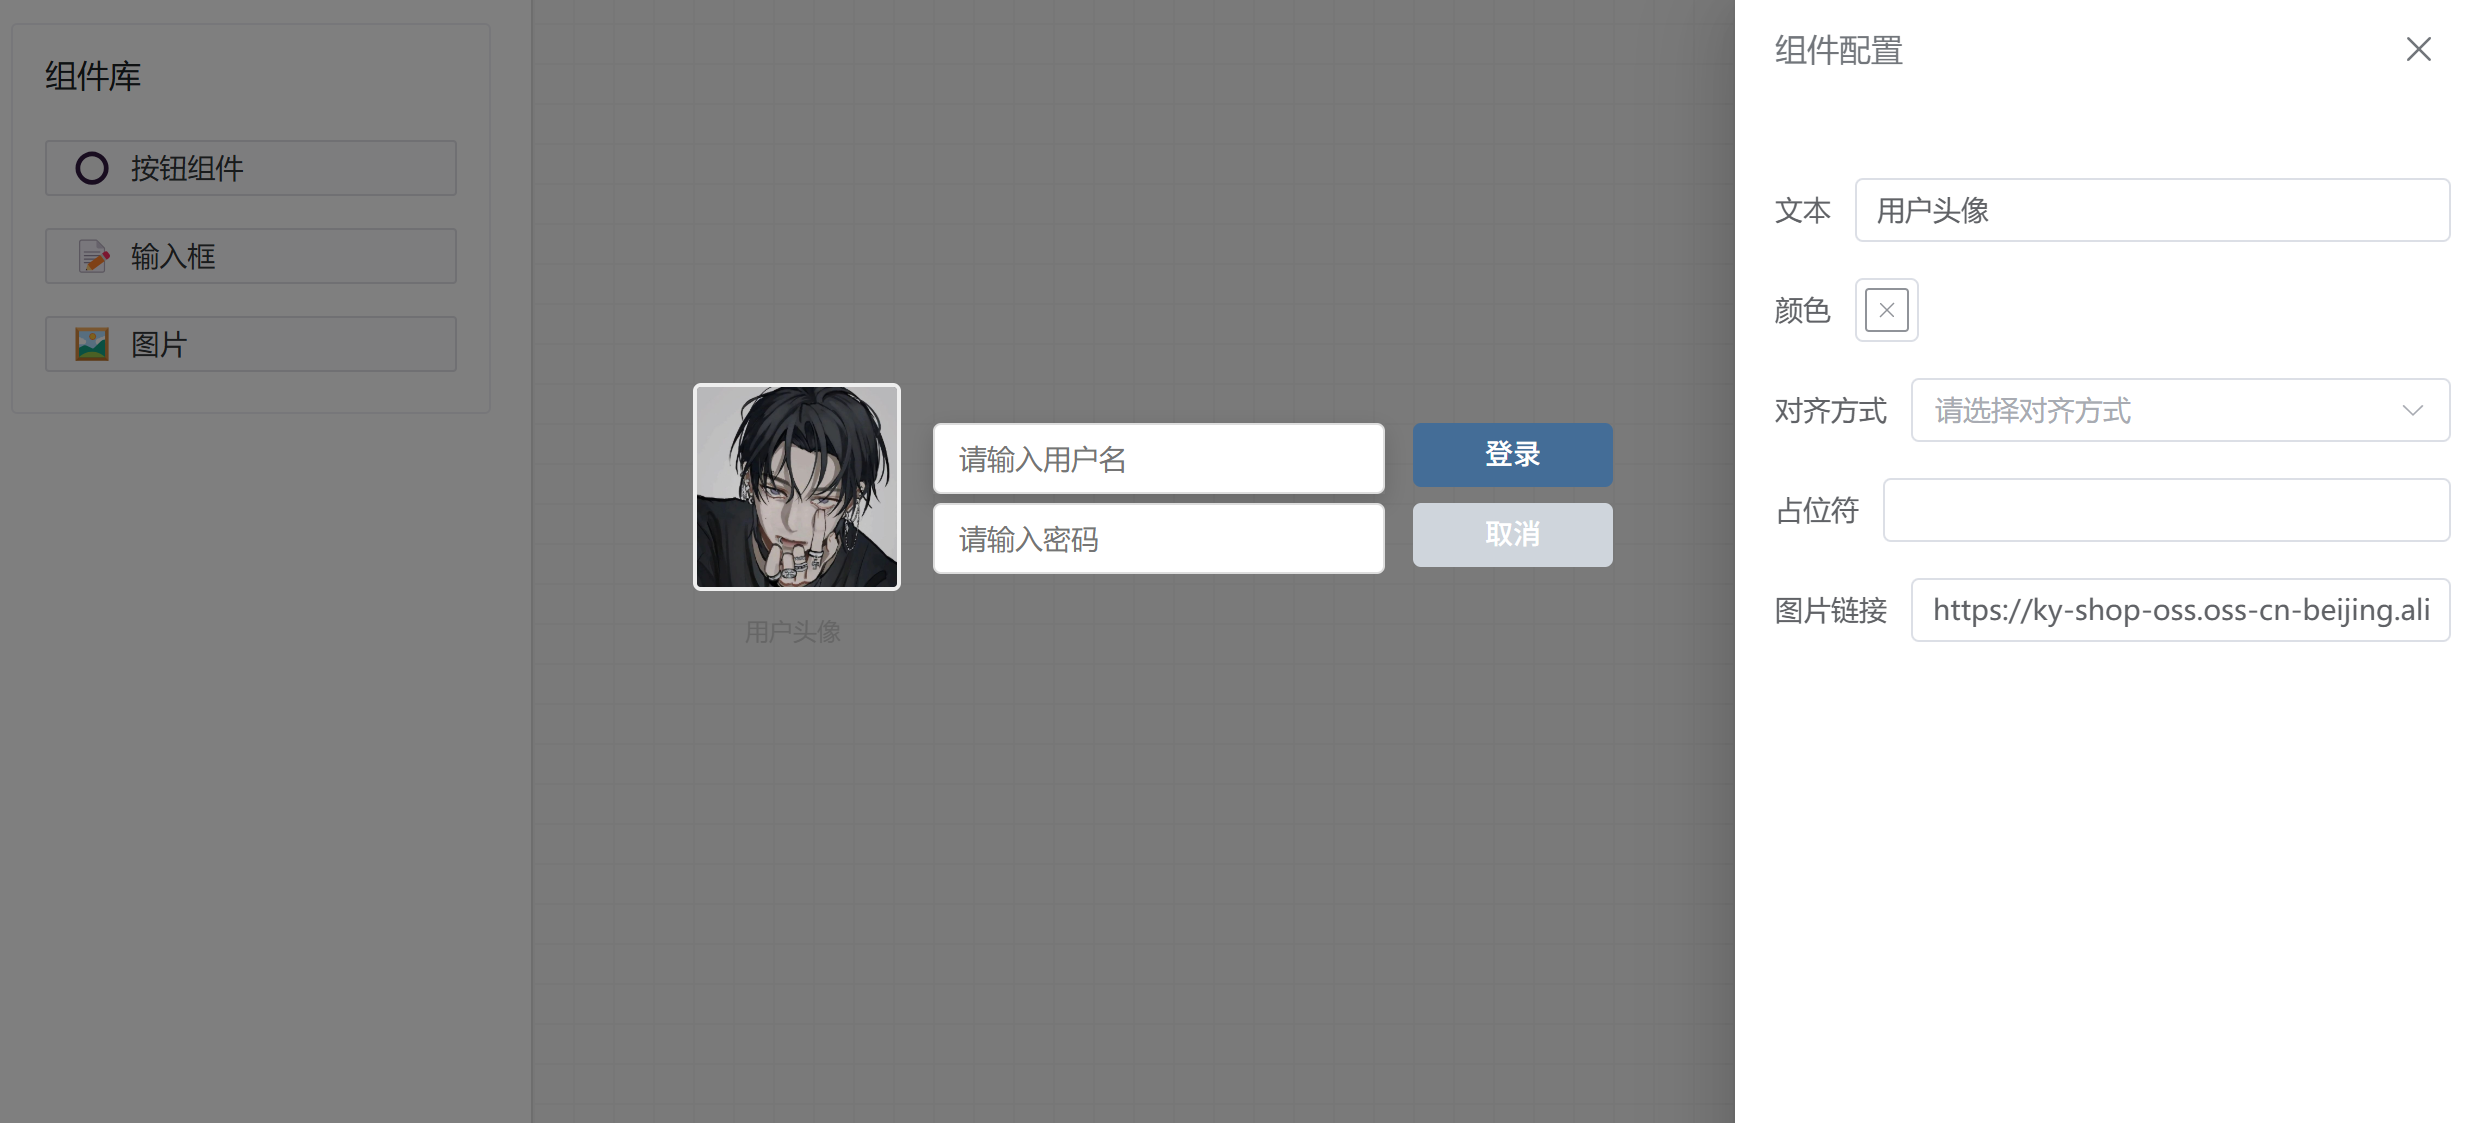 组件库
按钮组件
输入框
图片
请输入用户名
登录
请输入密码
取消
用户头像
组件配置
文本
用户头像
颜色
对齐方式
请选择对齐方式
占位符
图片链接
https://ky-shop-oss.oss-cn-beijing.ali